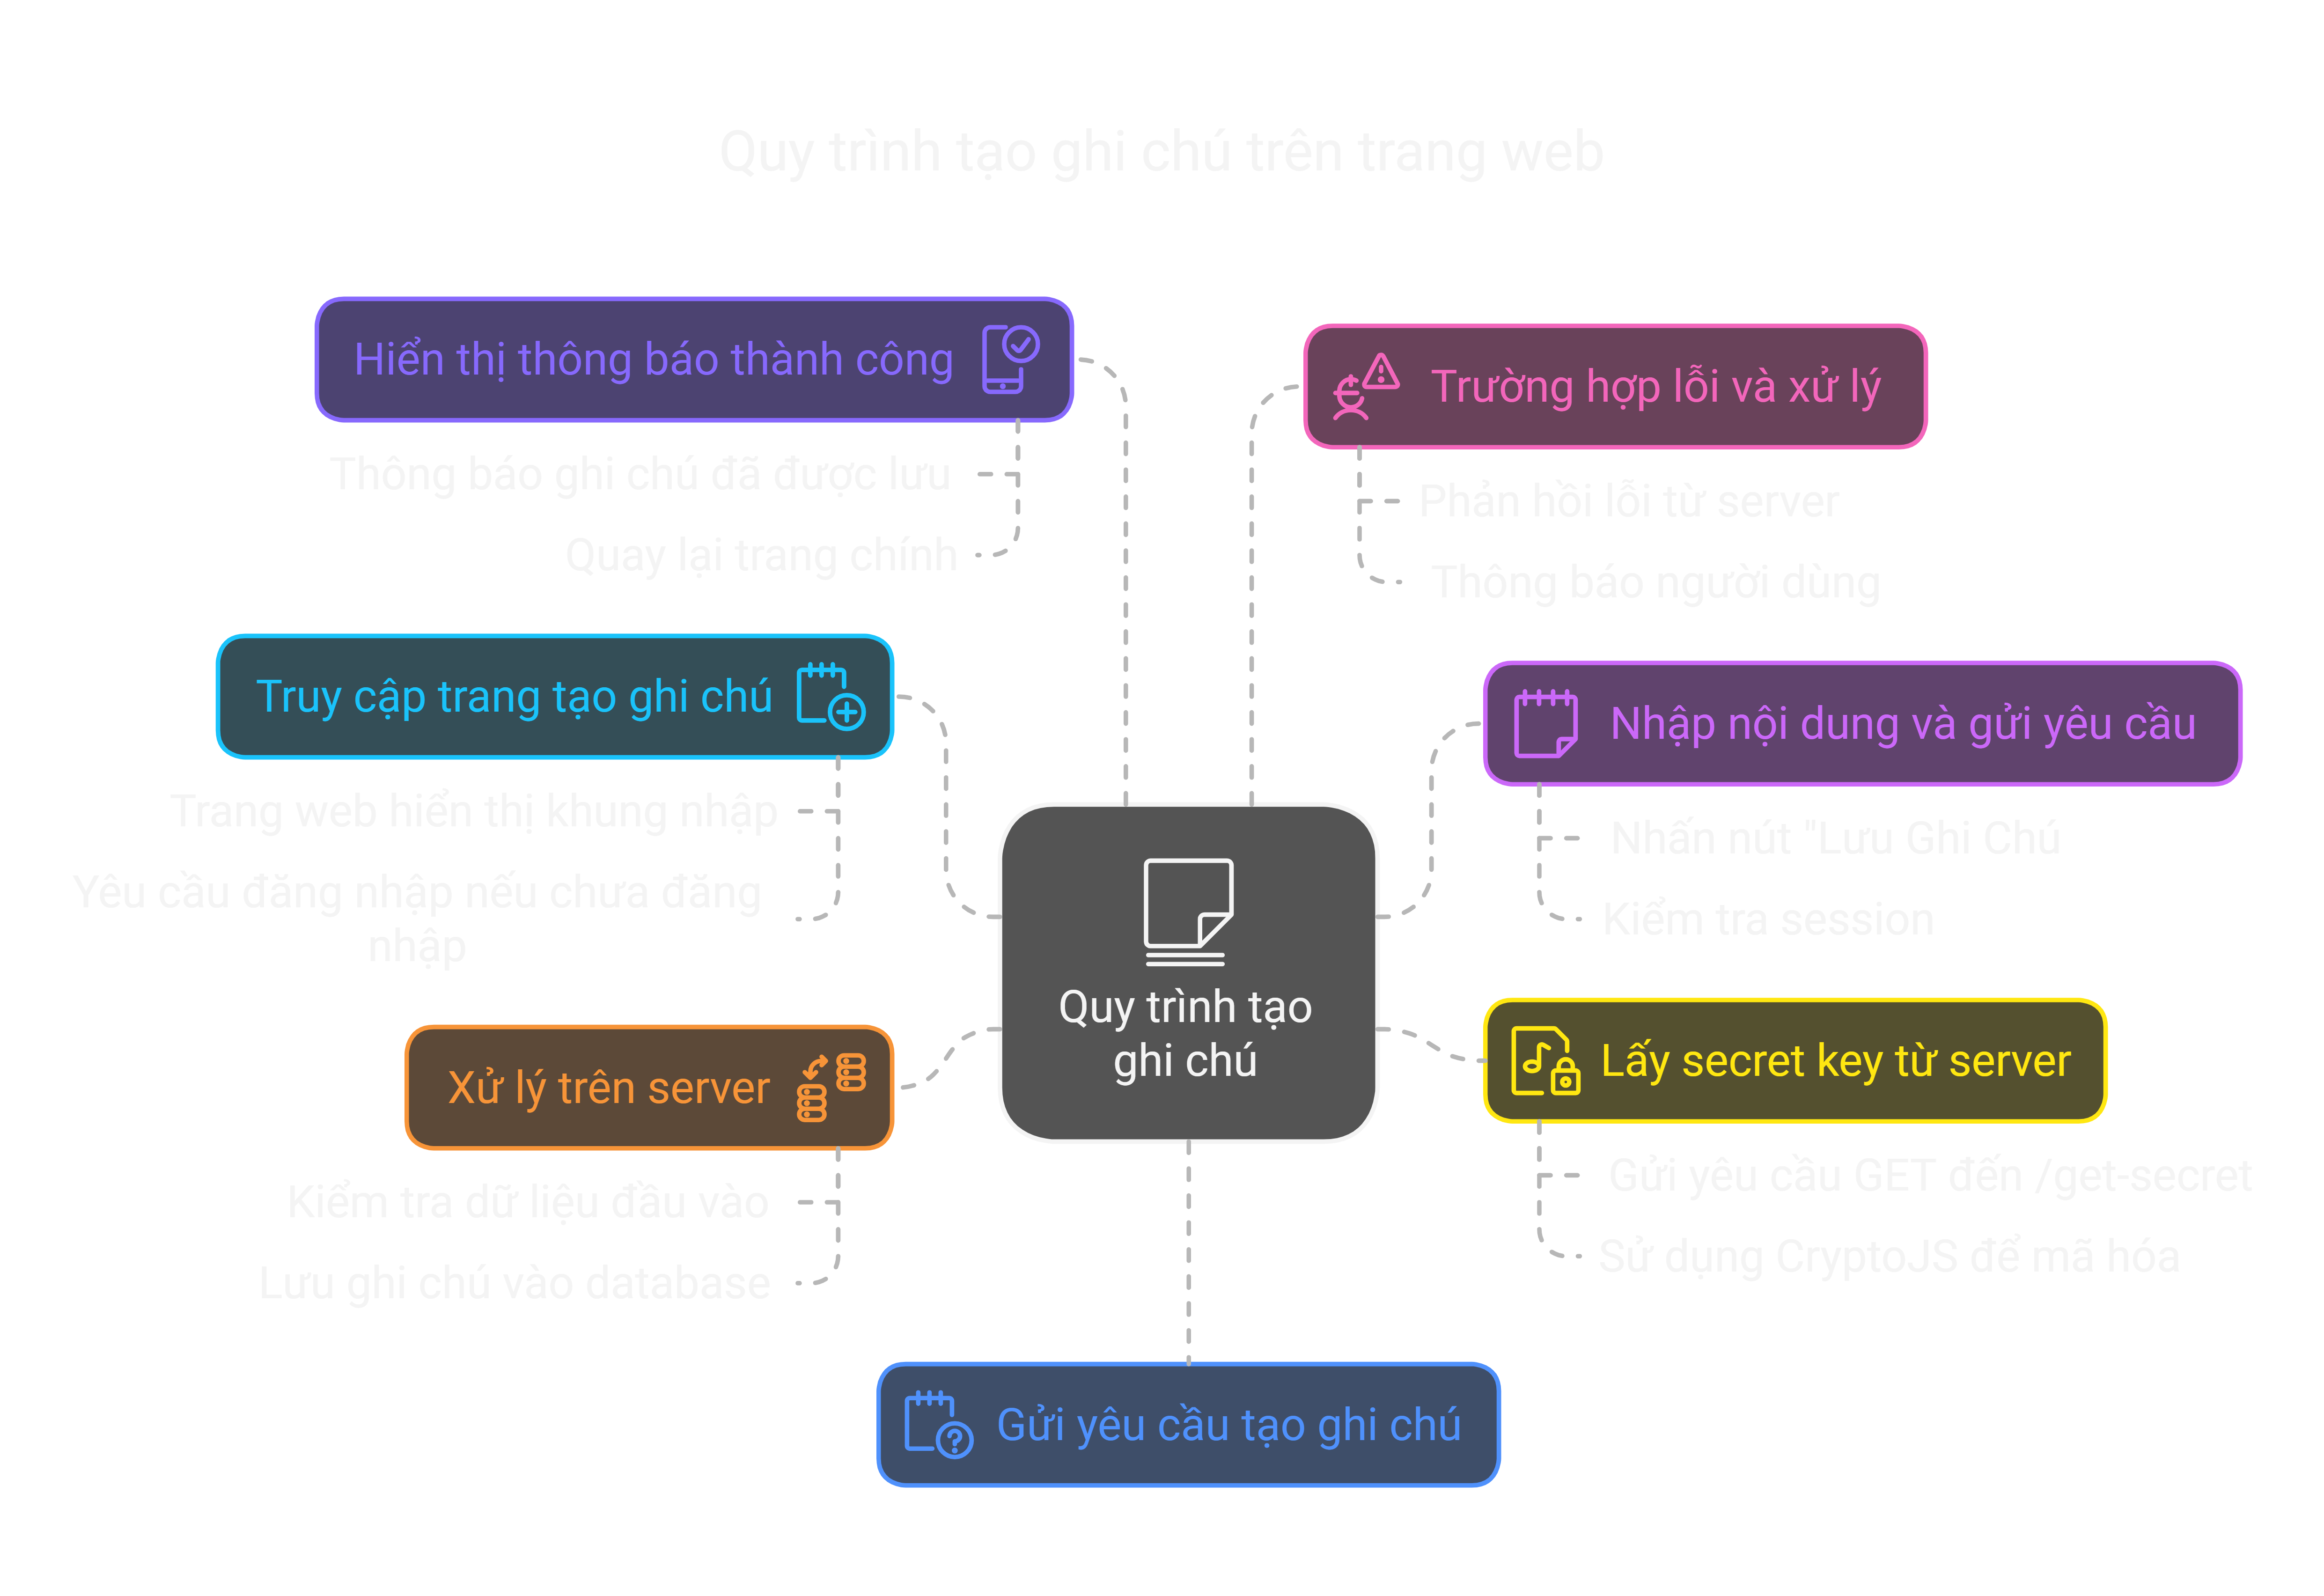 Quy trình tạo ghi chú trên trang web
Hiển thị thông báo thành công
Thông báo ghi chú đã được lưu
Quay lại trang chính
Trường hợp lỗi và xử lý
Phản hồi lỗi từ server
Thông báo người dùng
Truy cập trang tạo ghi chú
Trang web hiển thị khung nhập
Yêu cầu đăng nhập nếu chưa đăng
nhập
Nhập nội dung và gửi yêu cầu
Nhấn nút "Lưu Ghi Chú
Kiểm tra session
Quy trình tạo
ghi chú
Xử lý trên server
Kiểm tra dữ liệu đầu vào
Lưu ghi chú vào database
Lấy secret key từ server
Gửi yêu cầu GET đến /get-secret
Sử dụng CryptoJS để mã hóa
Gửi yêu cầu tạo ghi chú